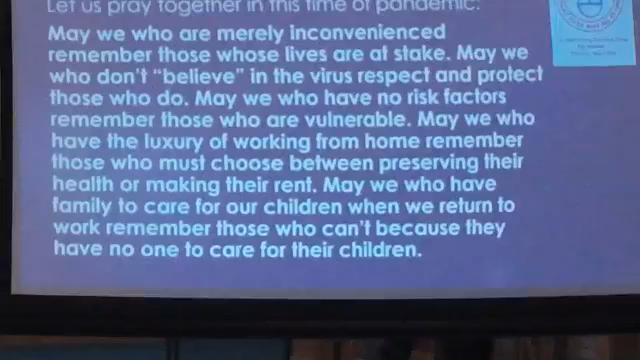 Let us pray together in this time of pandemic:
May we who are merely inconvenienced
remember those whose lives are at stake. May we
who don't "believe" in the virus respect and protect
those who do. May we who have no risk factors
remember those who are vulnerable. May we who
have the luxury of working from home remember
those who must choose between preserving their
health or making their rent. May we who have
family to care for our children when we return to
work remember those who can't because they
have no one to care for their children.